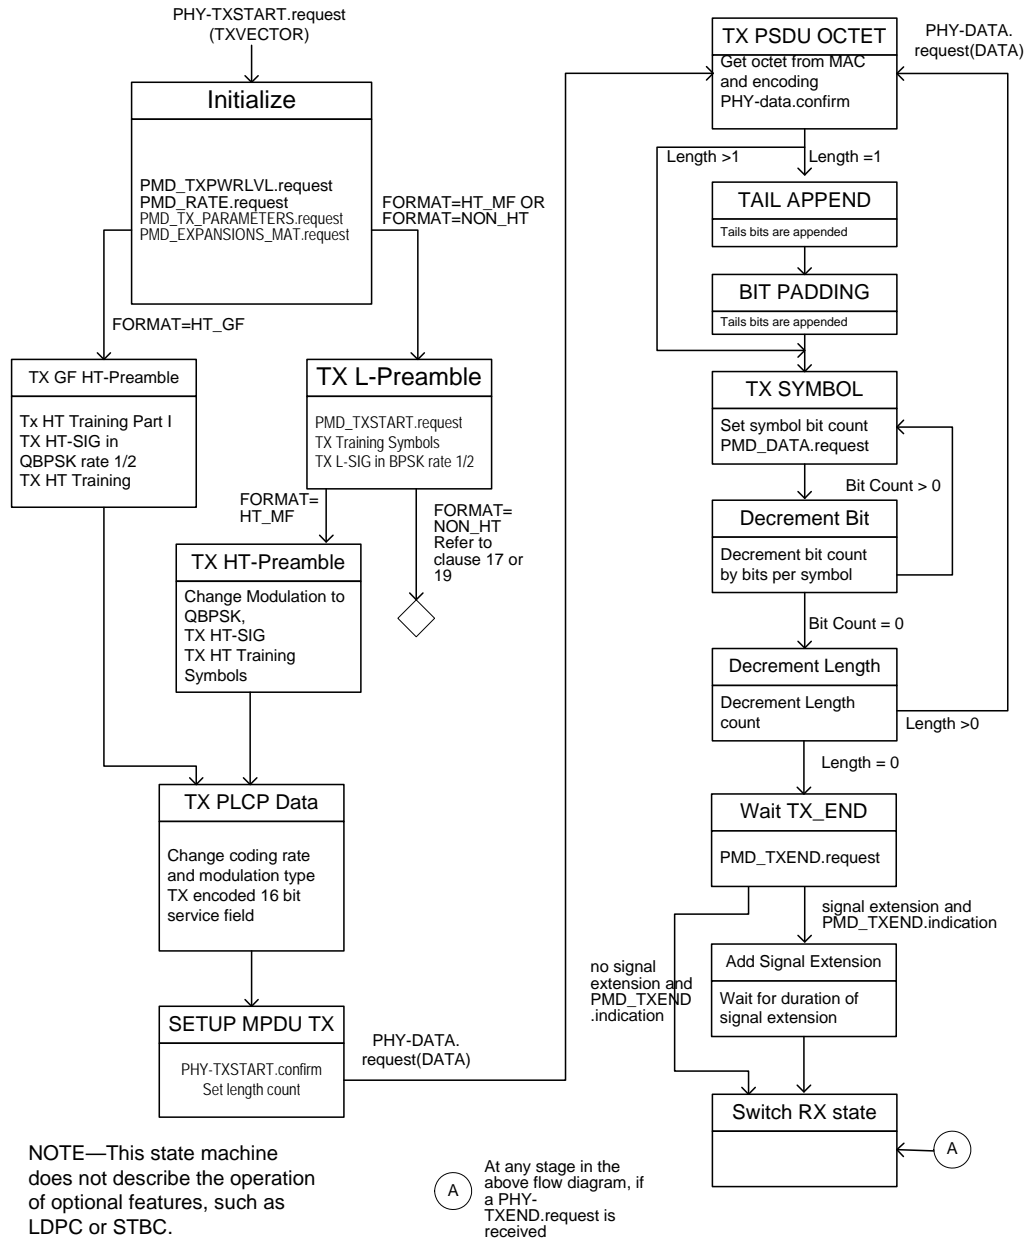 PHY-TXSTART.request
(TXVECTOR)
Initialize
PMD_TXPWRLVL.request
PMD_RATE.request
PMD_TX_PARAMETERS.request
PMD_EXPANSIONS_MAT.request
FORMAT=HT_MF OR
FORMAT=NON_HT
FORMAT=HT_GF
TX GF HT-Preamble
Tx HT Training Part I
TX HT-SIG in
QBPSK rate 1/2
TX HT Training
TX L-Preamble
PMD_TXSTART.request
TX Training Symbols
TX L-SIG in BPSK rate 1/2
FORMAT=
HT_MF
FORMAT=
NON_HT
Refer to
clause 17 or
19
TX HT-Preamble
Change Modulation to
QBPSK,
TX HT-SIG
TX HT Training
Symbols
TX PLCP Data
Change coding rate
and modulation type
TX encoded 16 bit
service field
SETUP MPDU TX
PHY-TXSTART.confirm
Set length count
PHY-DATA.
request(DATA)
TX PSDU OCTET
Get octet from MAC
and encoding
PHY-data.confirm
PHY-DATA.
request(DATA)
Length >1
Length =1
TAIL APPEND
Tails bits are appended
BIT PADDING
Tails bits are appended
TX SYMBOL
Set symbol bit count
PMD_DATA.request
Bit Count > 0
Decrement Bit
Decrement bit count
by bits per symbol
Bit Count = 0
Decrement Length
Decrement Length
count
Length >0
Length = 0
Wait TX_END
PMD_TXEND.request
signal extension and
PMD_TXEND.indication
no signal
extension and
PMD_TXEND
.indication
Add Signal Extension
Wait for duration of
signal extension
Switch RX state
A
NOTE—This state machine
does not describe the operation
of optional features, such as
LDPC or STBC.
A
At any stage in the
above flow diagram, if
a PHY-
TXEND.request is
received